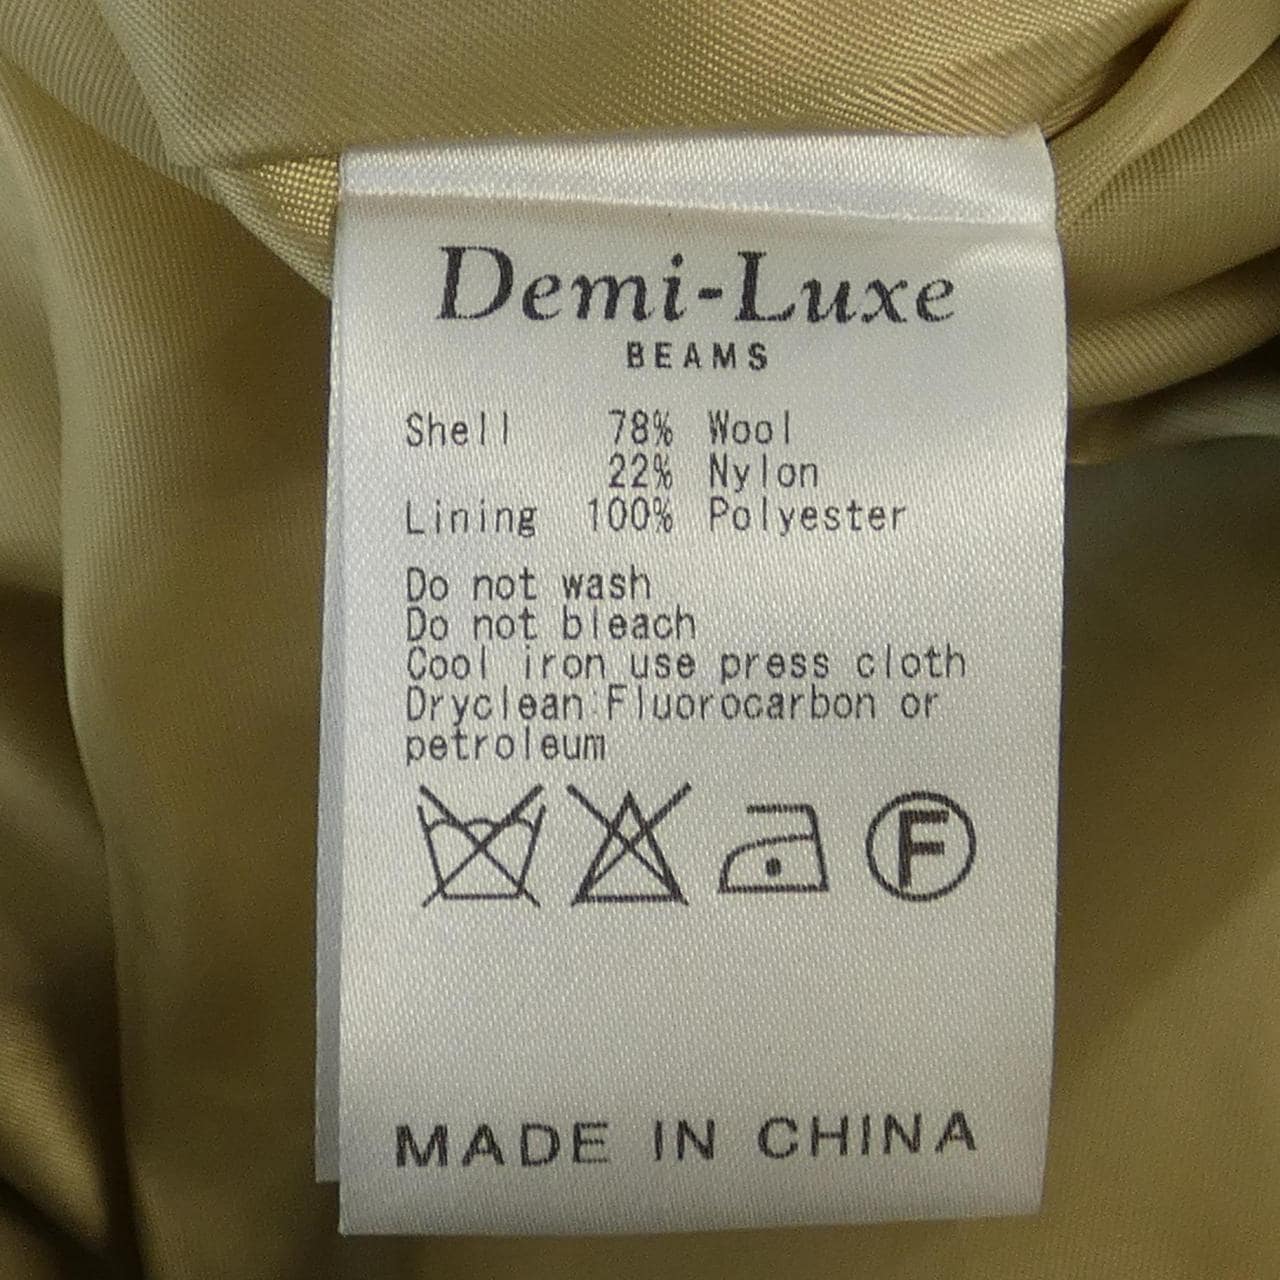 Demi-Luxe
BEAMS
Shell 78% Wool
22% Nylon
Lining 100% Polyester
Do not wash
Do not bleach
Cool iron use press cloth
Dryclean:Fluorocarbon or
petroleum
F
MADE IN CHINA